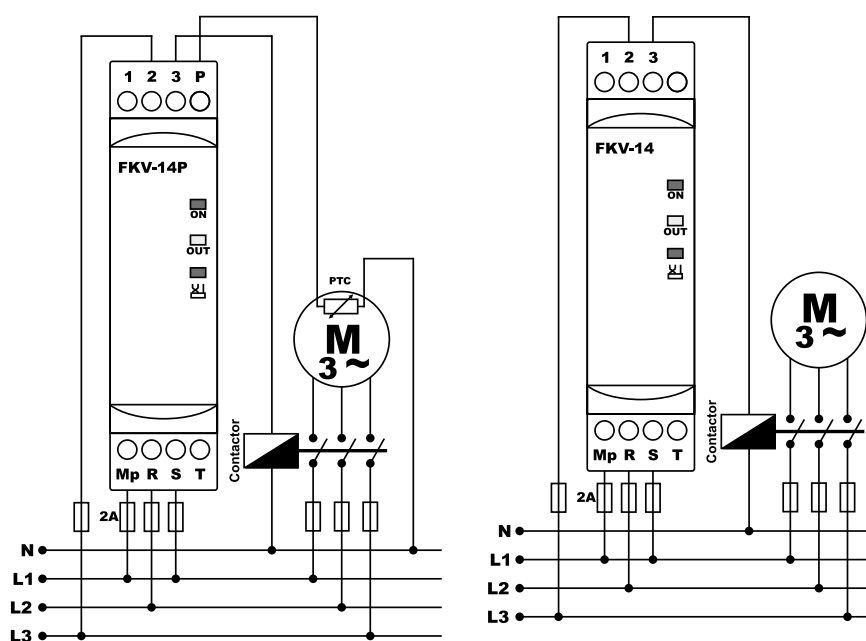 1 2 3 P
FKV-14P
ON
OUT
PTC
M
3 ~
Contactor
Mp R S T
2A
N
L1
L2
L3
1 2 3
FKV-14
ON
OUT
M
3 ~
Contactor
Mp R S T
2A
N
L1
L2
L3